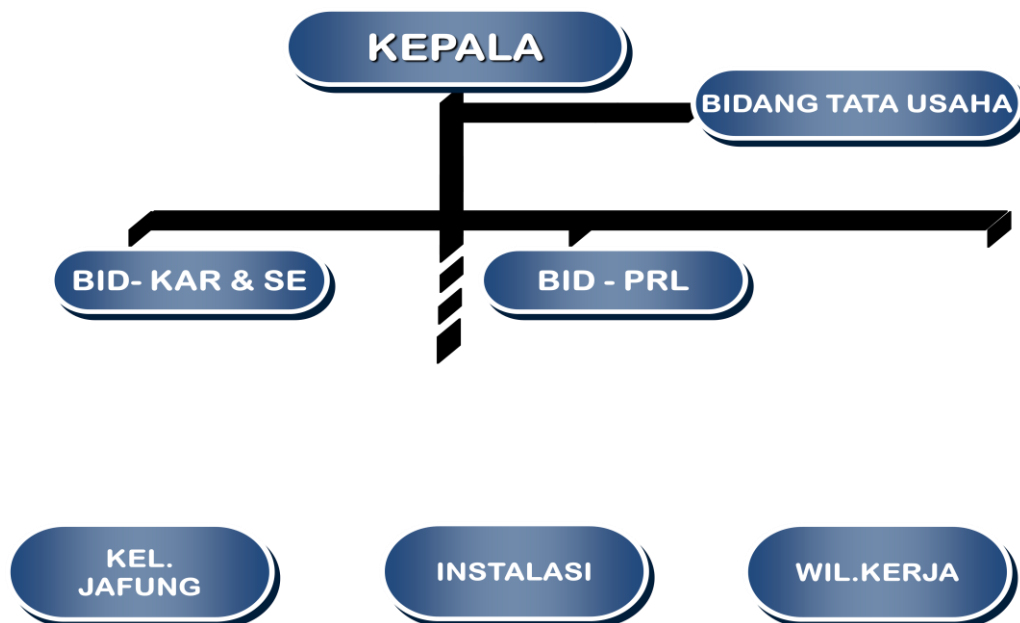 KEPALA
BIDANG TATA USAHA
BID- KAR & SE
BID - PRL
KEL.
JAFUNG
INSTALASI
WIL.KERJA